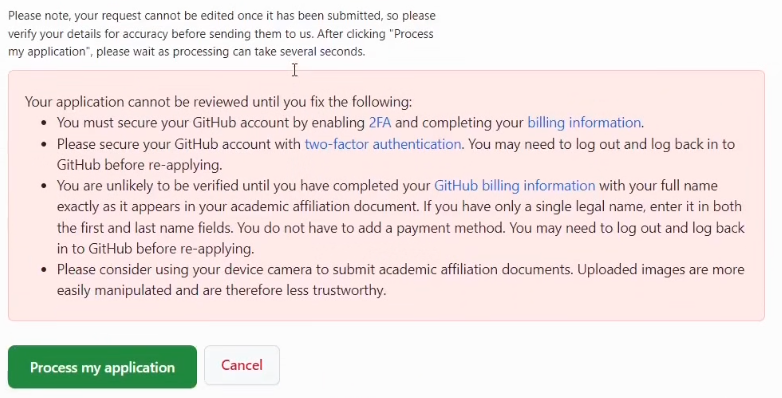 Please note, your request cannot be edited once it has been submitted, so please
verify your details for accuracy before sending them to us. After clicking "Process
my application", please wait as processing can take several seconds.
Your application cannot be reviewed until you fix the following:
• You must secure your GitHub account by enabling 2FA and completing your billing information.
• Please secure your GitHub account with two-factor authentication. You may need to log out and log back in to
GitHub before re-applying.
• You are unlikely to be verified until you have completed your GitHub billing information with your full name
exactly as it appears in your academic affiliation document. If you have only a single legal name, enter it in both
the first and last name fields. You do not have to add a payment method. You may need to log out and log back
in to GitHub before re-applying.
• Please consider using your device camera to submit academic affiliation documents. Uploaded images are more
easily manipulated and are therefore less trustworthy.
Process my application
Cancel